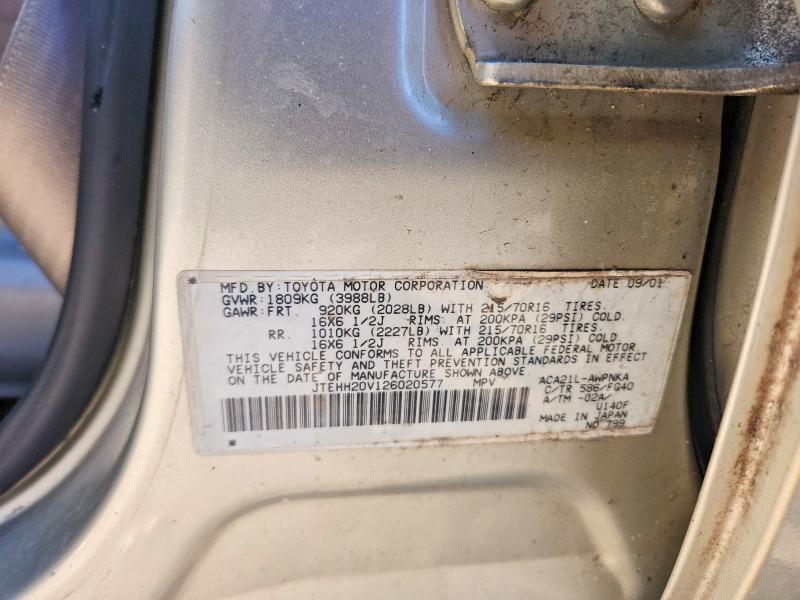 MFD.BY:TOYOTA MOTOR CORPORATION DATE 09/01
GVWR:1809KG (3988LB)
GAWR:FRT. 920KG (2028LB) WITH 215/70R16 TIRES.
16X6 1/2J RIMS AT 200KPA (29PSI) COLD.
RR. 1010KG (2227LB) WITH 215/70R16 TIRES.
16X6 1/2J RIMS AT 200KPA (29PSI) COLD
THIS VEHICLE CONFORMS TO ALL APPLICABLE FEDERAL MOTOR
VEHICLE SAFETY AND THEFT PREVENTION STANDARDS IN EFFECT
ON THE DATE OF MANUFACTURE SHOWN ABOVE.
JTEHH20V126020577 MPV ACA21L-AWPNKA
C/TR 586/FG40
A/TM -02A/
U140F
MADE IN JAPAN
NO 799